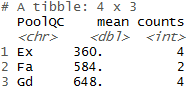 # A tibble: 4 x 3
PoolQC mean counts
<chr> <dbl> <int>
1 Ex 360. 4
2 Fa 584. 2
3 Gd 648. 4